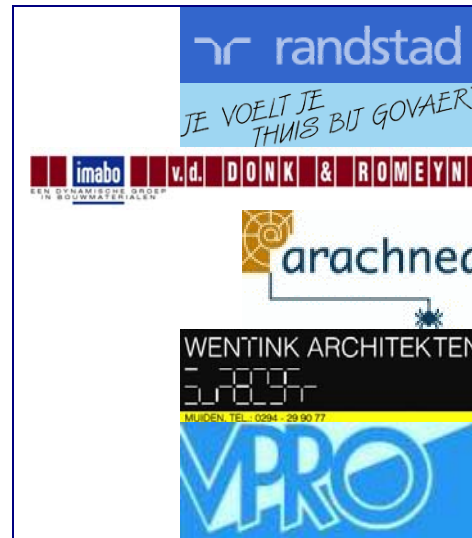 randstad
JE VOELT JE
THUIS BIJ GOVAER
imabo v.d. DONK & ROMEYN
EEN DYNAMISCHE GROEP
IN BOUWMATERIALEN
arachnea
WENTINK ARCHITEKTEN
MUIDEN, TEL.: 0294 - 29 90 77
VPRO